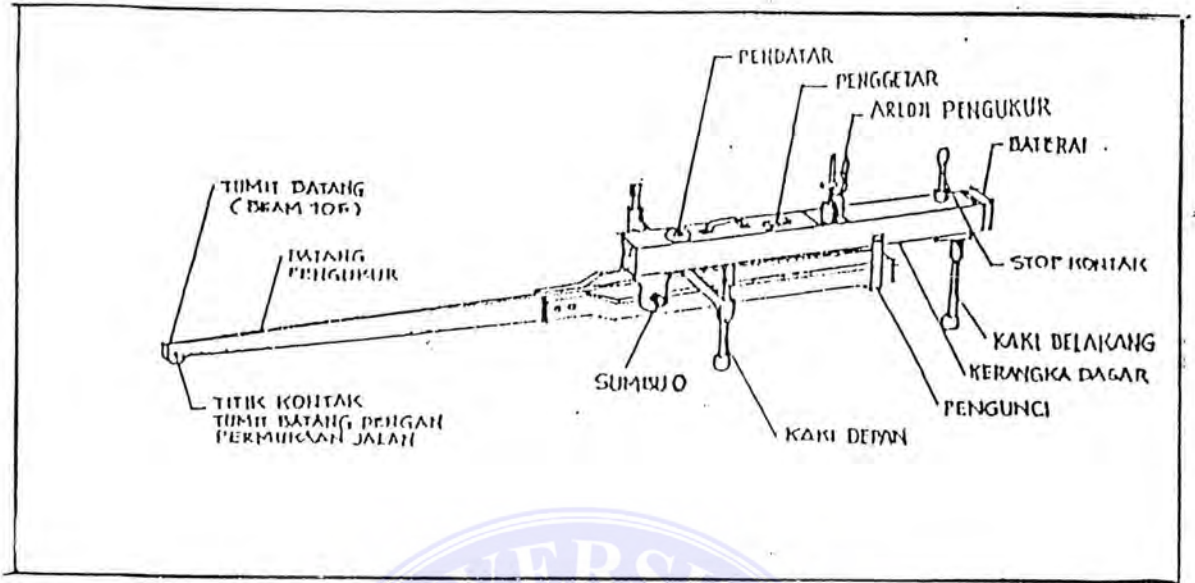 PENDATAR
PENGGETAR
ARLOJI PENGUKUR
BATERAI
TUMIT BATANG
(BEAM TOE)
BATANG
PENGUKUR
STOP KONTAK
KAKI BELAKANG
KERANGKA DASAR
SUMBU O
PENGUNCI
TITIK KONTAK
TUMIT BATANG DENGAN
PERMUKAAN JALAN
KAKI DEPAN
VERSI